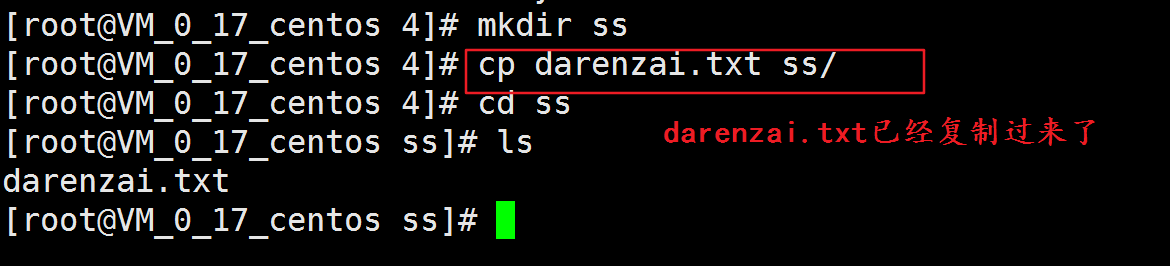 [root@VM_0_17_centos 4]# mkdir ss
[root@VM_0_17_centos 4]# cp darenzai.txt ss/
[root@VM_0_17_centos 4]# cd ss
[root@VM_0_17_centos ss]# ls
darenzai.txt已经复制过来了
darenzai.txt
[root@VM_0_17_centos ss]#